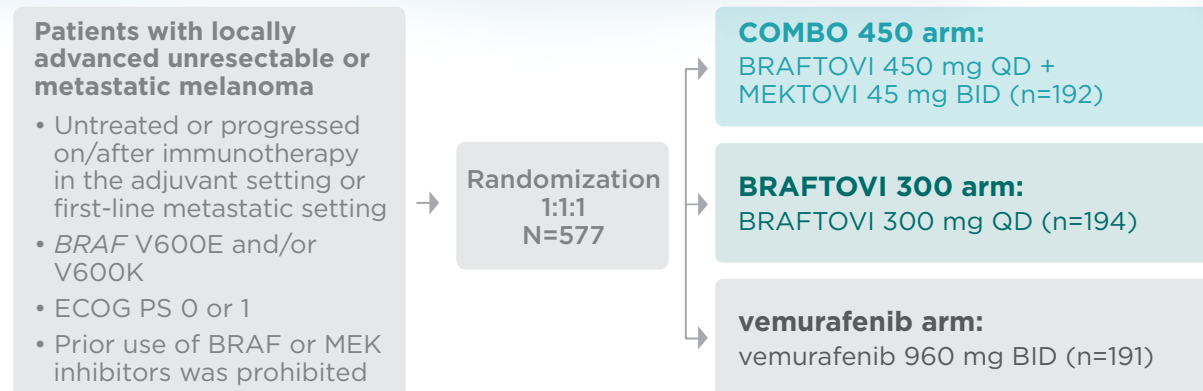 Patients with locally
advanced unresectable or
metastatic melanoma
• Untreated or progressed
on/after immunotherapy
in the adjuvant setting or
first-line metastatic setting
• BRAF V600E and/or
V600K
• ECOG PS 0 or 1
• Prior use of BRAF or MEK
inhibitors was prohibited
Randomization
1:1:1
N=577
COMBO 450 arm:
BRAFTOVI 450 mg QD +
MEKTOVI 45 mg BID (n=192)
BRAFTOVI 300 arm:
BRAFTOVI 300 mg QD (n=194)
vemurafenib arm:
vemurafenib 960 mg BID (n=191)